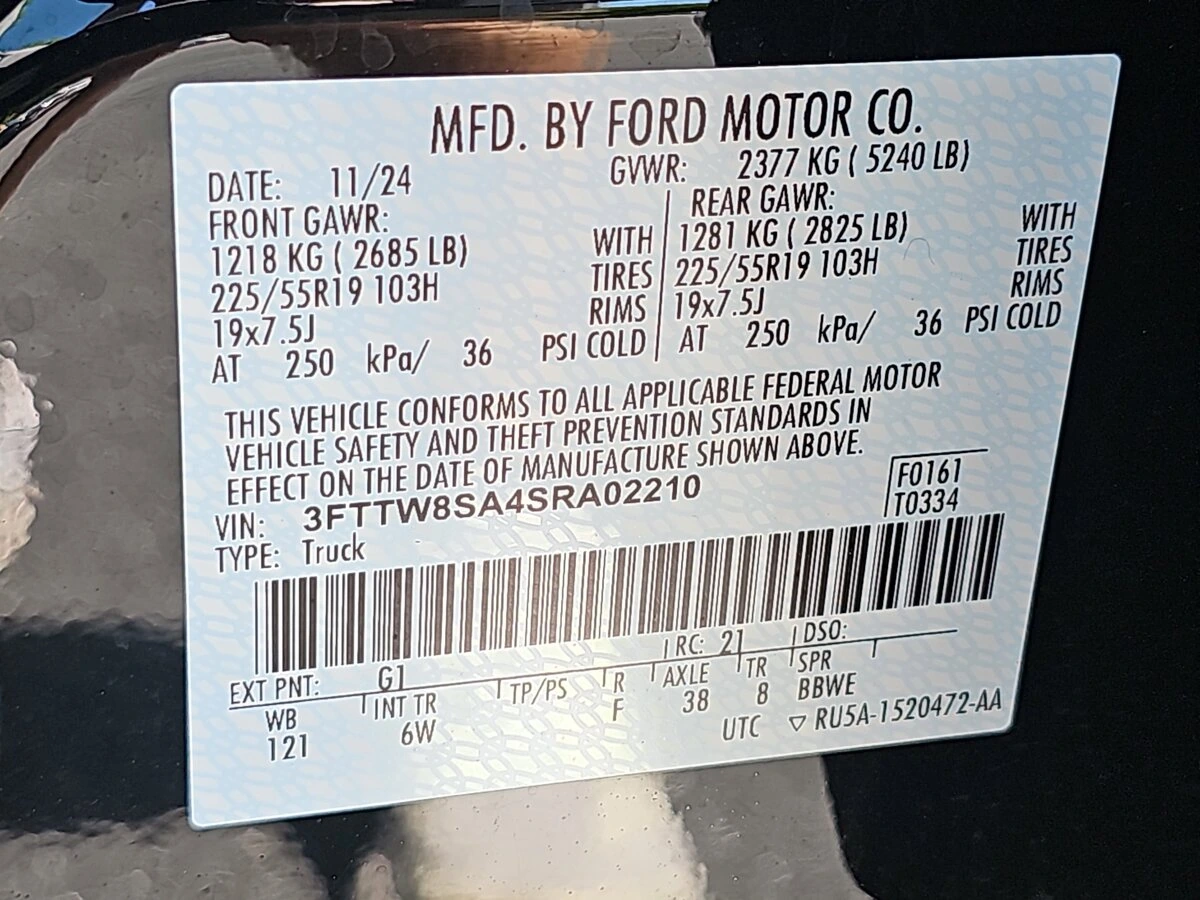 MFD. BY FORD MOTOR CO.
DATE: 11/24 GVWR: 2377 KG ( 5240 LB)
FRONT GAWR: REAR GAWR:
1218 KG ( 2685 LB) WITH 1281 KG ( 2825 LB) WITH
225/55R19 103H TIRES 225/55R19 103H TIRES
19x7.5J RIMS 19x7.5J RIMS
AT 250 kPa/ 36 PSI COLD AT 250 kPa/ 36 PSI COLD
THIS VEHICLE CONFORMS TO ALL APPLICABLE FEDERAL MOTOR
VEHICLE SAFETY AND THEFT PREVENTION STANDARDS IN
EFFECT ON THE DATE OF MANUFACTURE SHOWN ABOVE.
VIN: 3FTTW8SA4SRA02210 F0161
TYPE: Truck T0334
EXT PNT: G1 RC: 21 DSO:
WB INT TR TP/PS R AXLE TR SPR
121 6W F 38 8 BBWE
UTC ▽ RU5A-1520472-AA